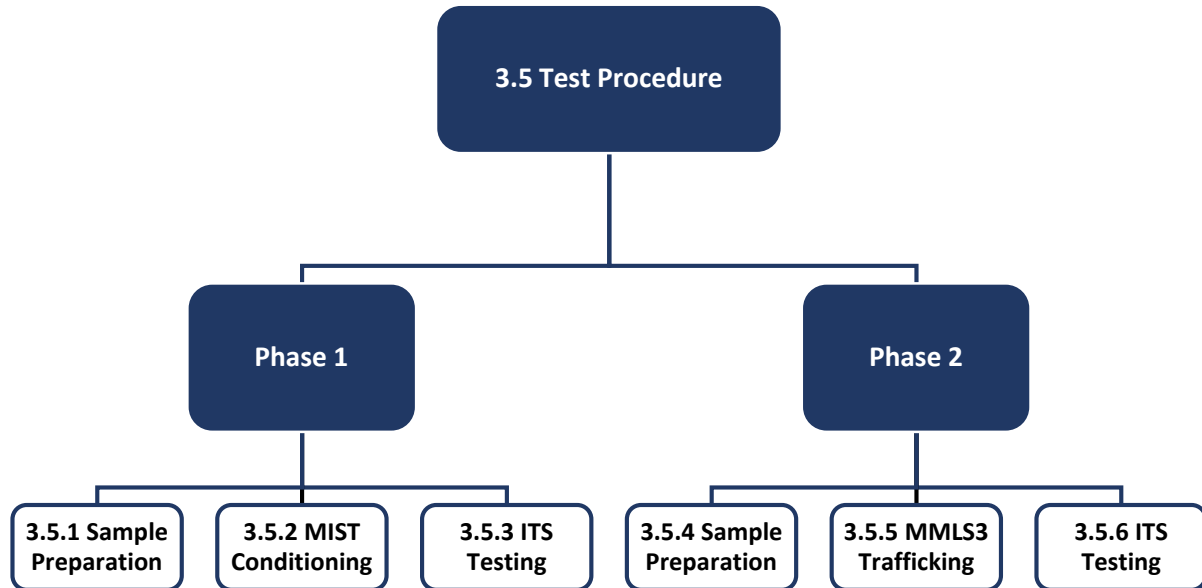 3.5 Test Procedure
Phase 1
Phase 2
3.5.1 Sample
Preparation
3.5.2 MIST
Conditioning
3.5.3 ITS
Testing
3.5.4 Sample
Preparation
3.5.5 MMLS3
Trafficking
3.5.6 ITS
Testing